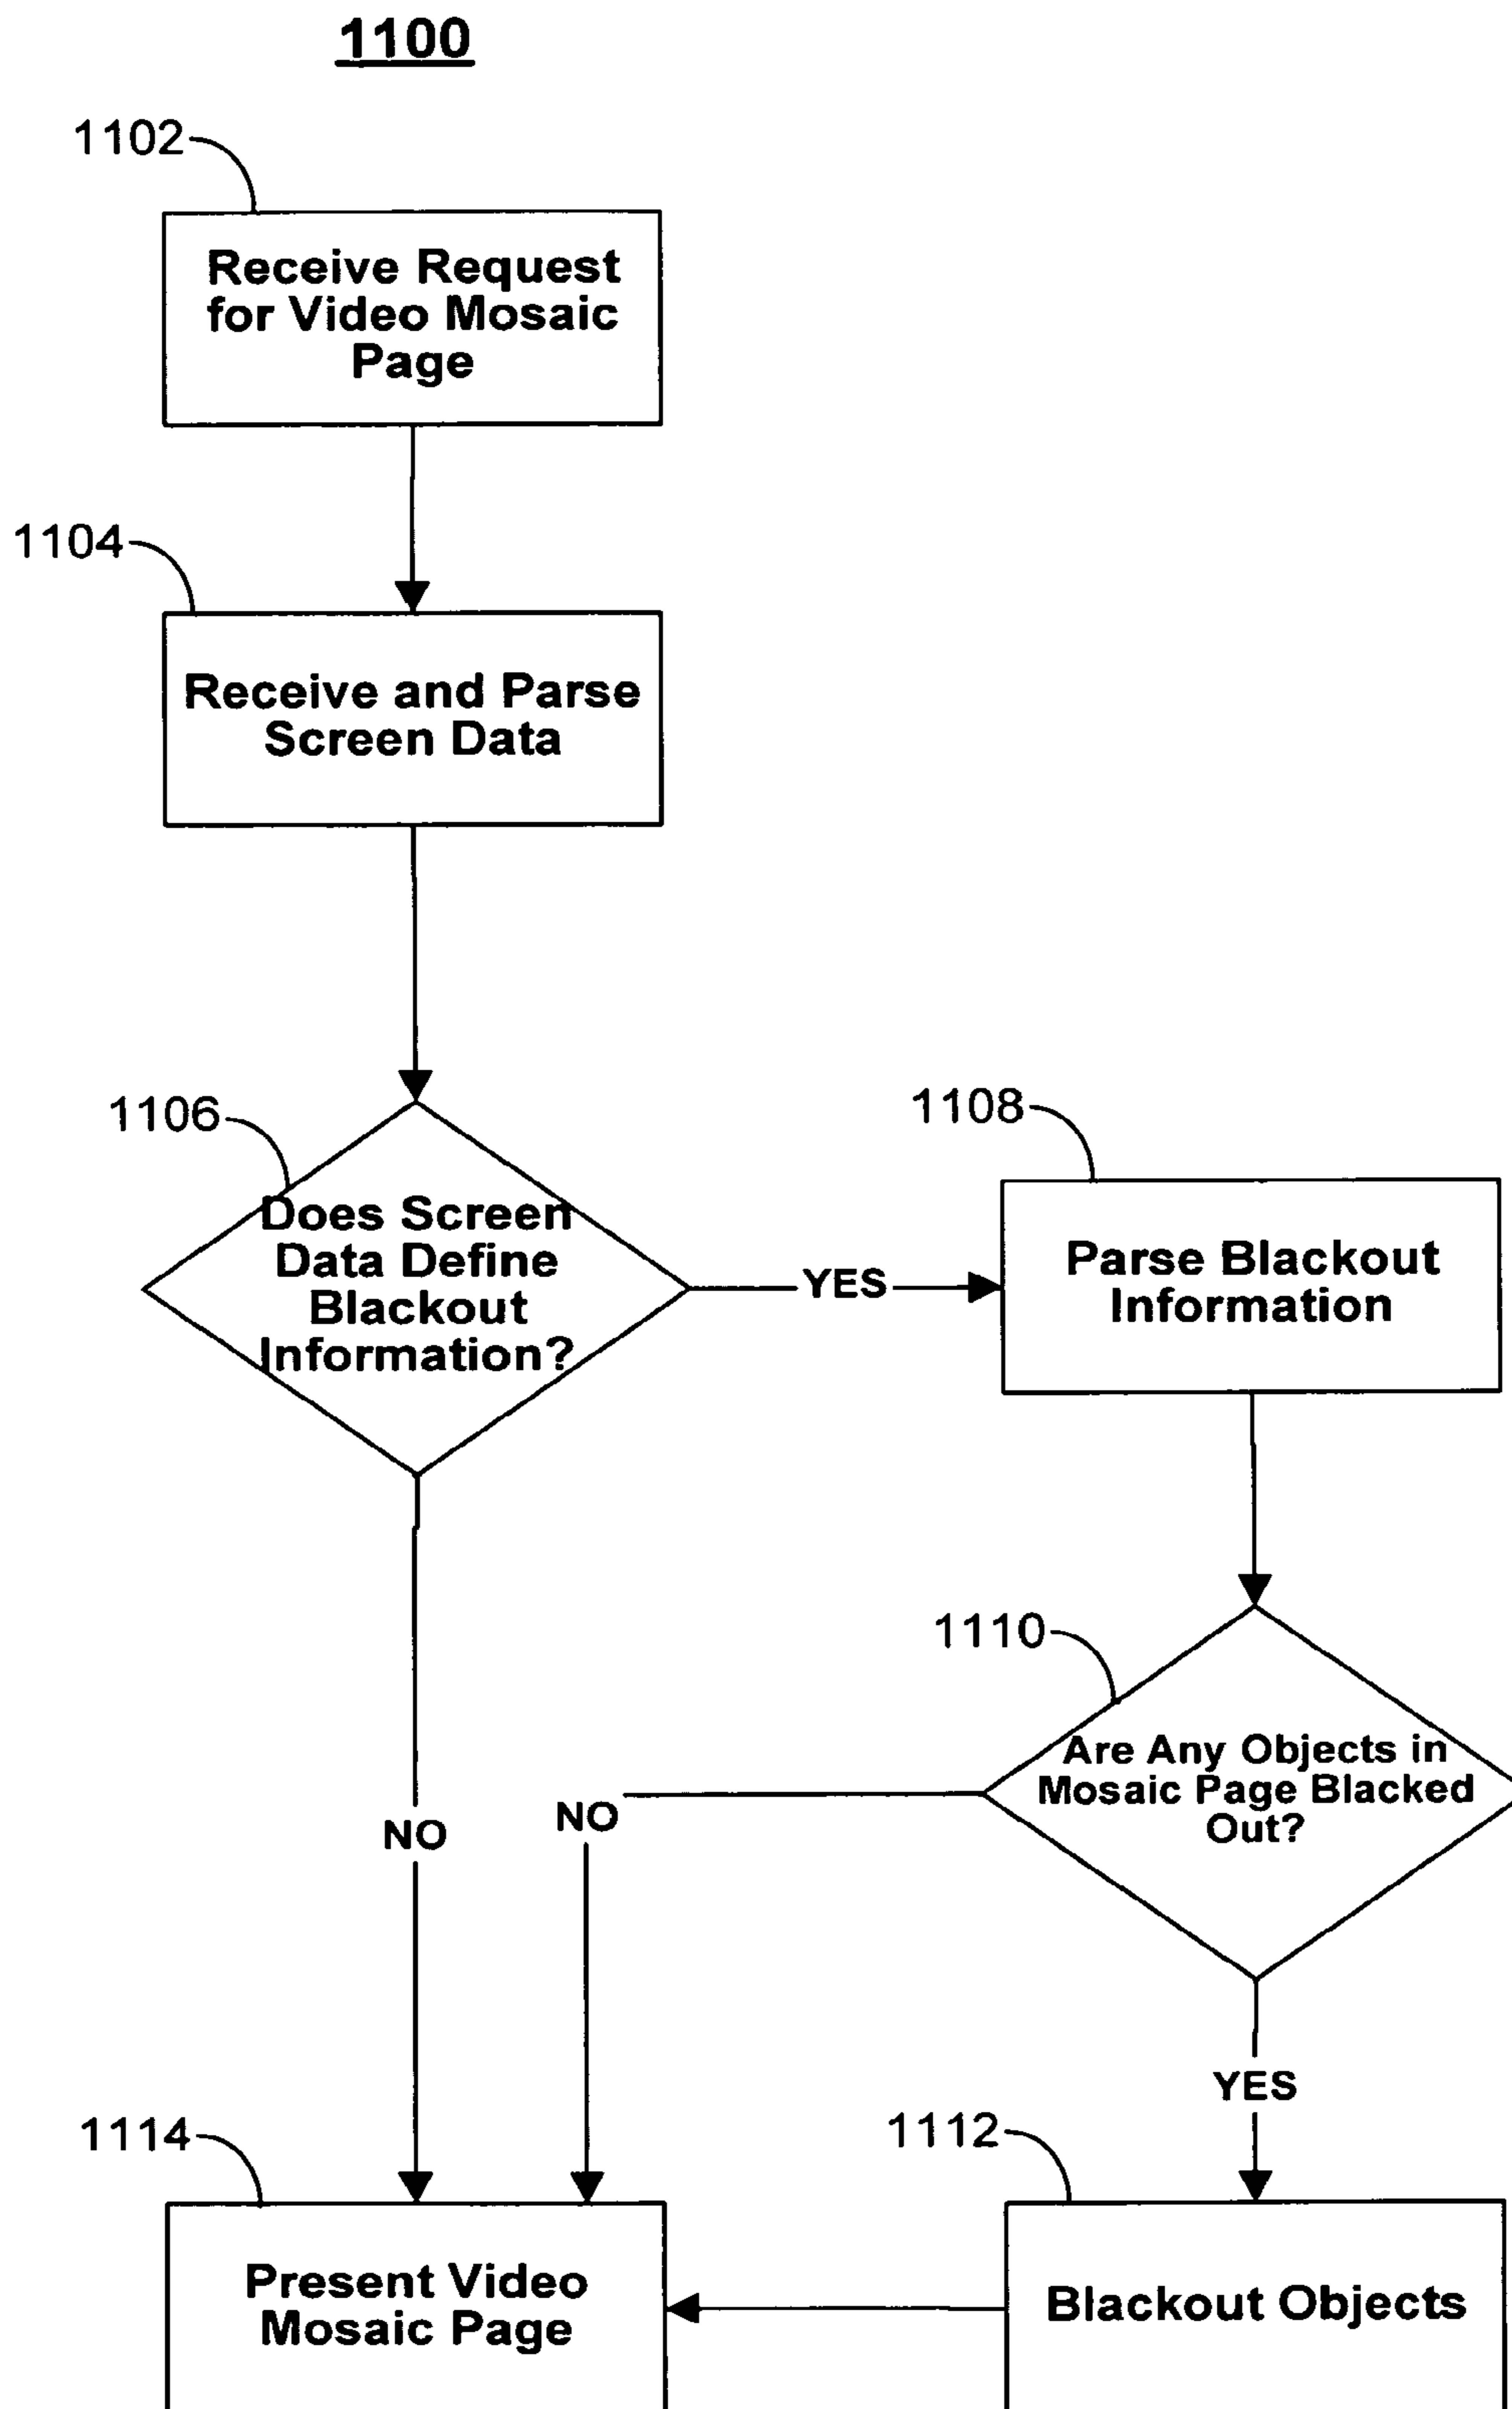 1100
1102
Receive Request
for Video Mosaic
Page
1104
Receive and Parse
Screen Data
1106
Does Screen
Data Define
Blackout
Information?
YES
1108
Parse Blackout
Information
1110
Are Any Objects in
Mosaic Page Blacked
Out?
NO
NO
YES
1114
Present Video
Mosaic Page
1112
Blackout Objects